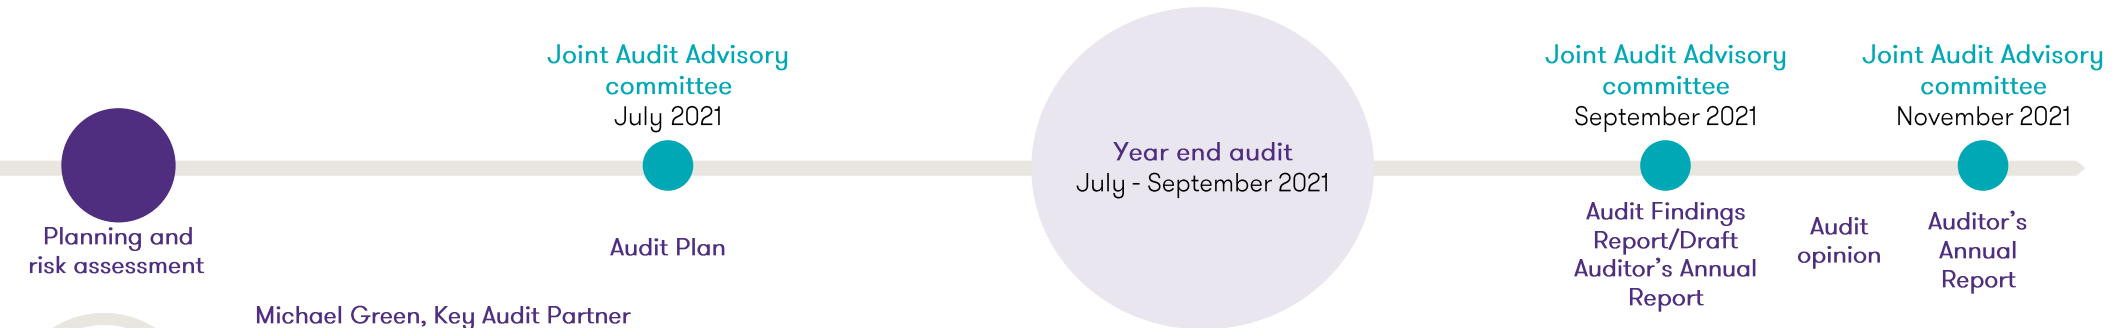 Planning and
risk assessment
Joint Audit Advisory
committee
July 2021
Audit Plan
Year end audit
July - September 2021
Joint Audit Advisory
committee
September 2021
Audit Findings
Report/Draft
Auditor’s Annual
Report
Audit
opinion
Joint Audit Advisory
committee
November 2021
Auditor’s
Annual
Report
Michael Green, Key Audit Partner